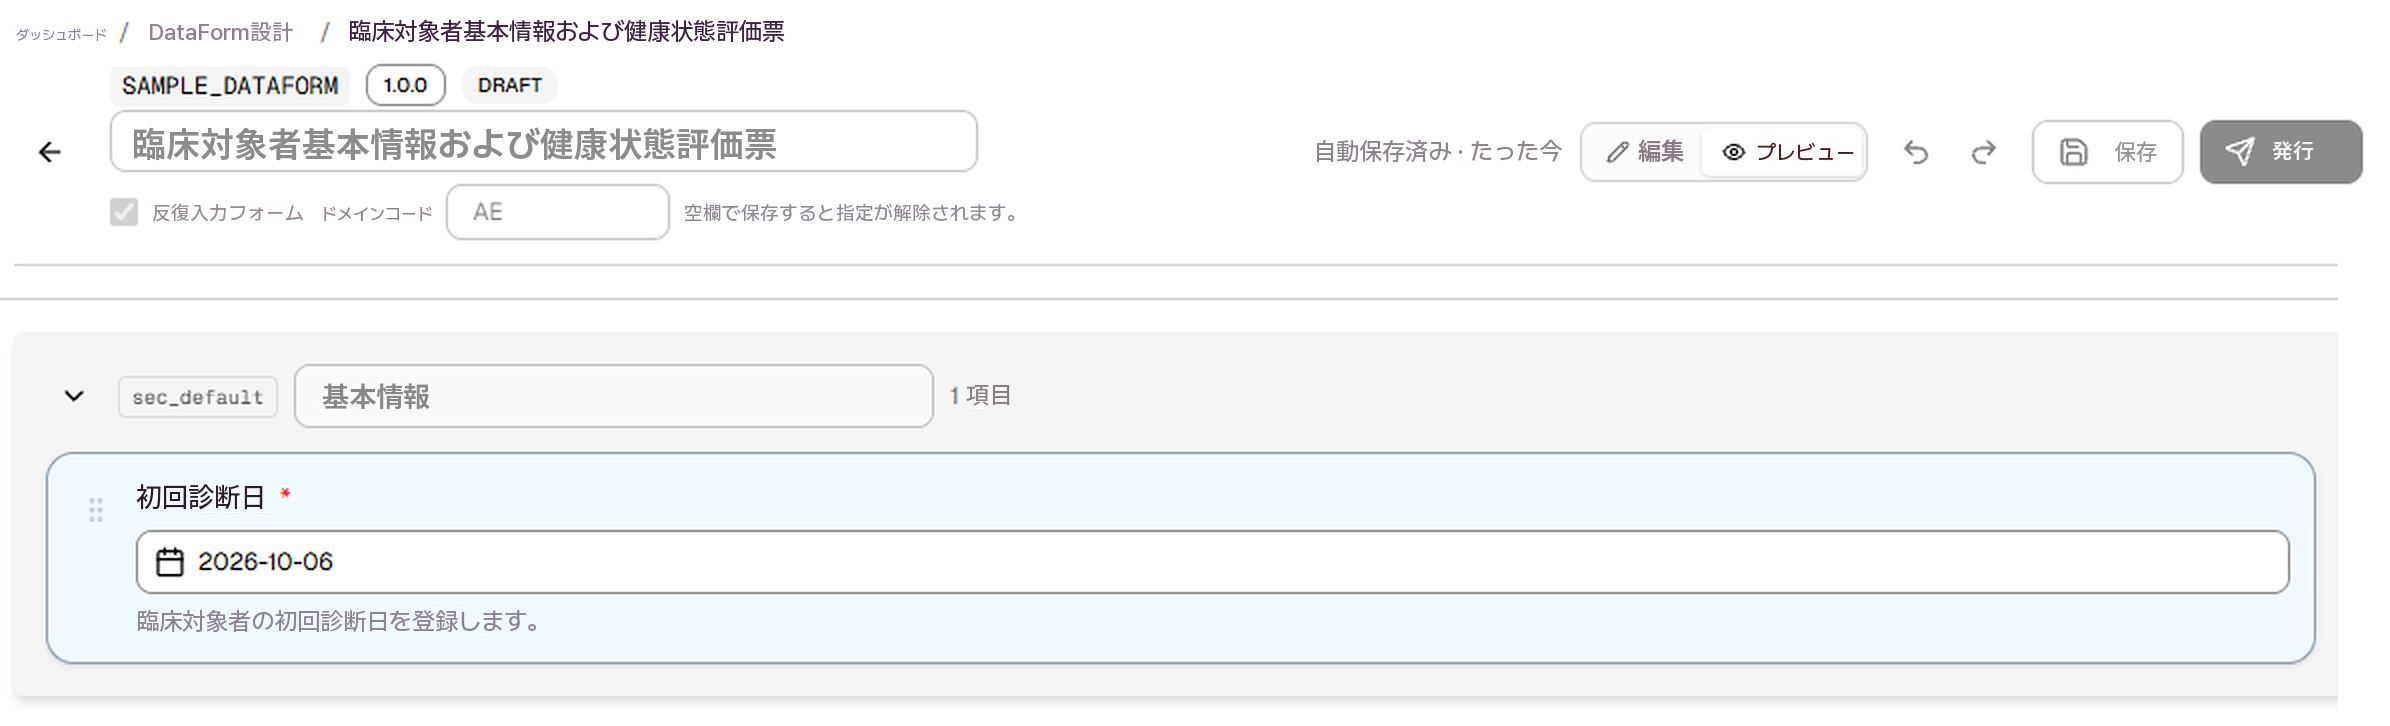 ダッシュボード / DataForm設計 / 臨床対象者基本情報および健康状態評価票
SAMPLE_DATAFORM 1.0.0 DRAFT
臨床対象者基本情報および健康状態評価票
自動保存済み · たった今 編集 プレビュー 保存 発行
反復入力フォーム ドメインコード AE 空欄で保存すると指定が解除されます。
sec_default 基本情報 1 項目
初回診断日 *
2026-10-06
臨床対象者の初回診断日を登録します。